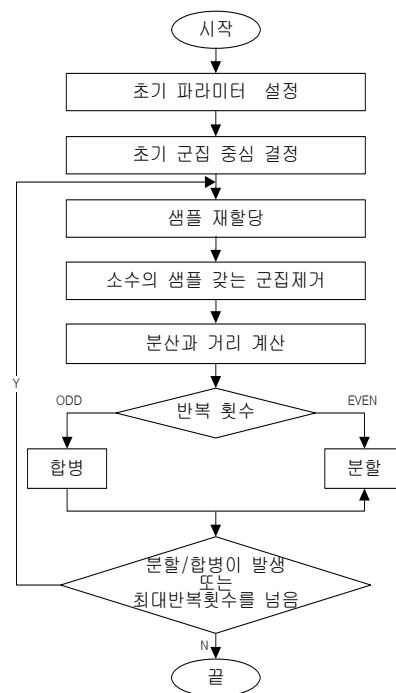 시작
초기 파라미터 설정
초기 군집 중심 결정
샘플 재할당
소수의 샘플 갖는 군집제거
분산과 거리 계산
Y
ODD
반복 횟수
EVEN
합병
분할
분할/합병이 발생
또는
최대반복횟수를 넘음
N
끝